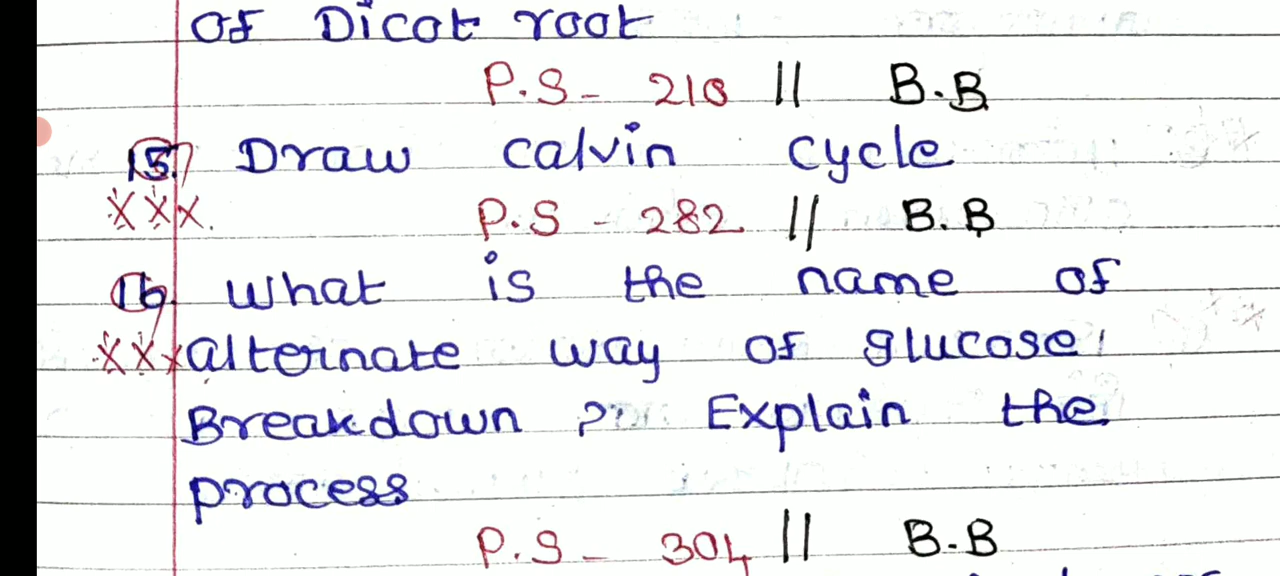 Of Dicot root
P.S - 218 || B.B
15) Draw calvin cycle
XXX. P.S - 282 || B.B
16) What is the name of
XXX alternate way of glucose
Breakdown ? Explain the
process
P.S - 304 || B.B